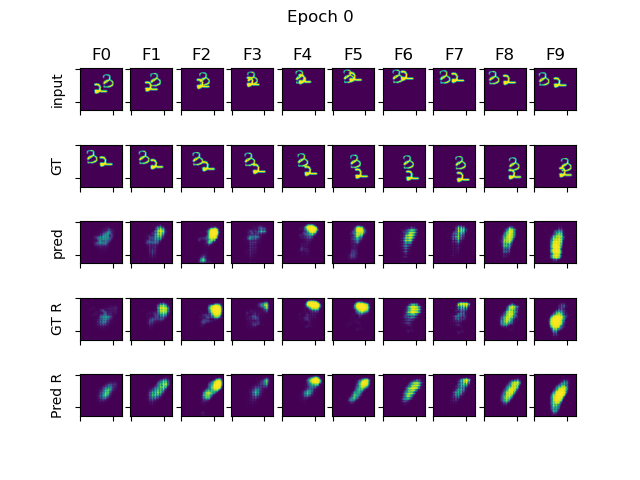 Epoch 0
F0 F1 F2 F3 F4 F5 F6 F7 F8 F9
input
GT
pred
GT R
Pred R